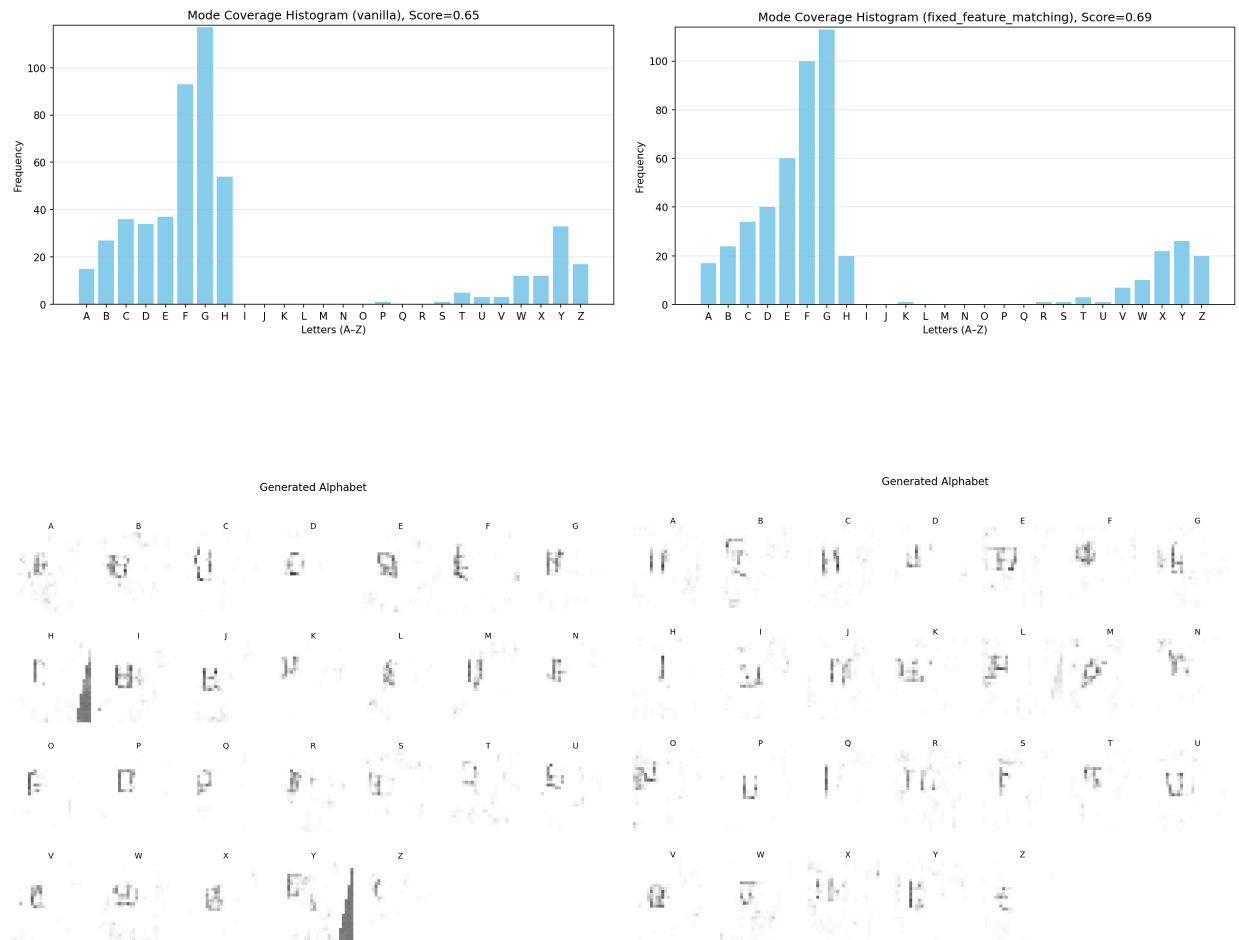 Mode Coverage Histogram (vanilla), Score=0.65
Frequency
100
80
60
40
20
0
A B C D E F G H I J K L M N O P Q R S T U V W X Y Z
Letters (A–Z)
Mode Coverage Histogram (fixed_feature_matching), Score=0.69
Frequency
100
80
60
40
20
0
A B C D E F G H I J K L M N O P Q R S T U V W X Y Z
Letters (A–Z)
Generated Alphabet
A B C D E F G
H I J K L M N
O P Q R S T U
V W X Y Z
Generated Alphabet
A B C D E F G
H I J K L M N
O P Q R S T U
V W X Y Z